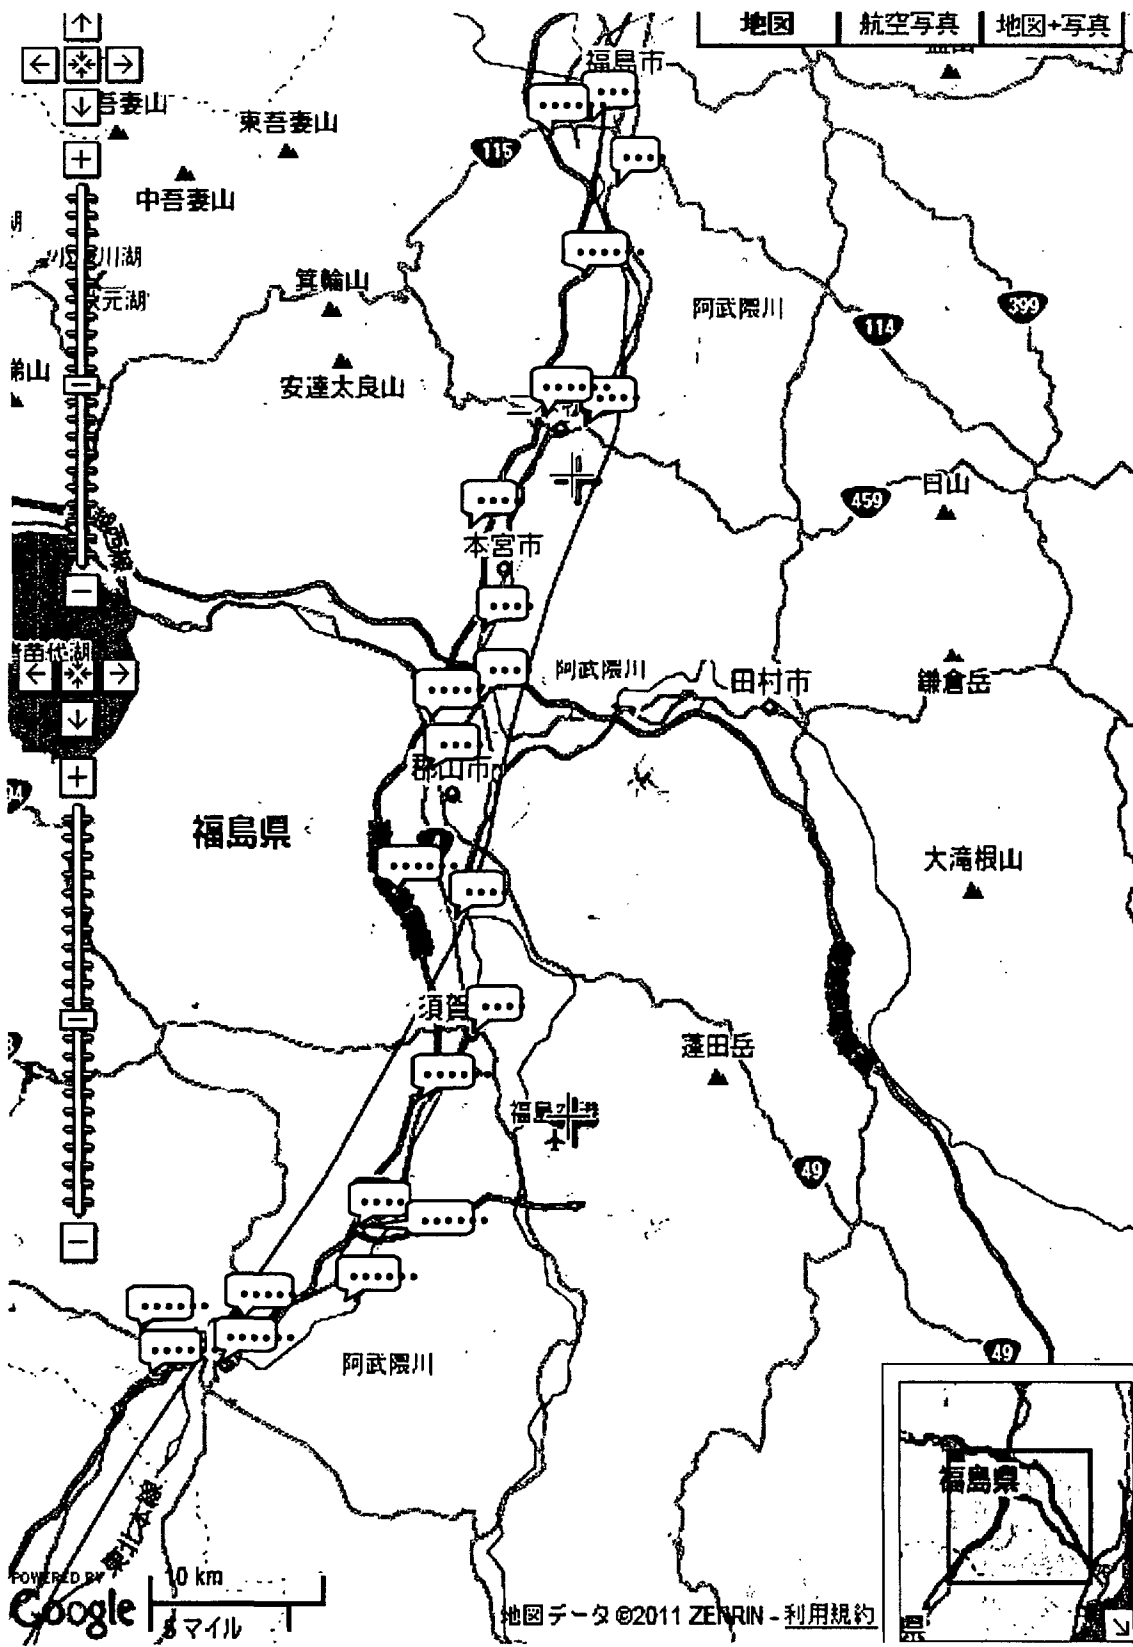 地図 航空写真 地図+写真
福島市
吾妻山
東吾妻山
115
中吾妻山
川湖
元湖
箕輪山
阿武隈川
399
114
安達太良山
日山
459
本宮市
苗代湖
阿武隈川
田村市
鎌倉岳
郡山市
福島県
大滝根山
須賀
蓬田岳
福島
49
49
阿武隈川
福島県
東北本線
POWERED BY
Google
10 km
5 マイル
地図データ ©2011 ZENRIN - 利用規約
県